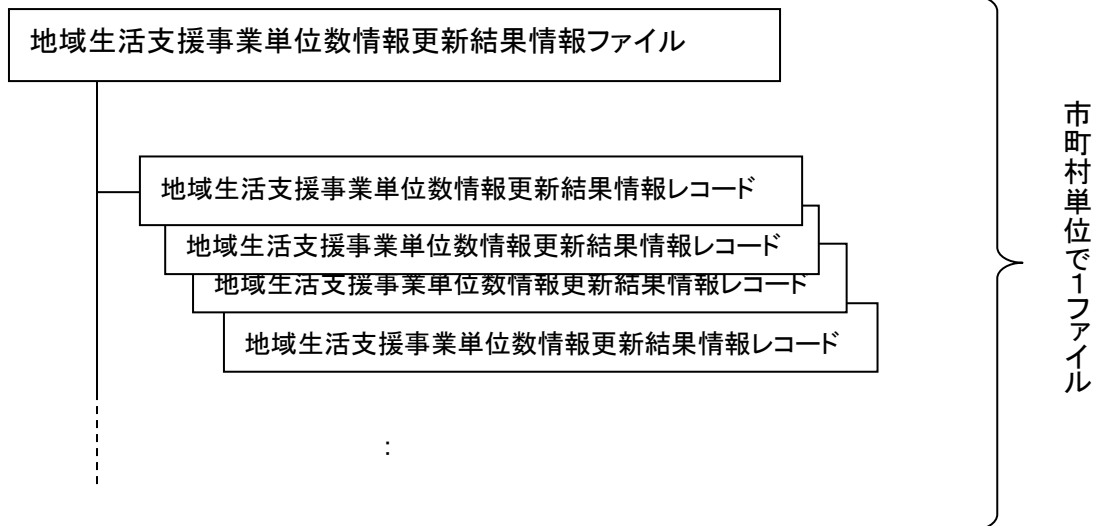 地域生活支援事業単位数情報更新結果情報ファイル
地域生活支援事業単位数情報更新結果情報レコード
地域生活支援事業単位数情報更新結果情報レコード
地域生活支援事業単位数情報更新結果情報レコード
地域生活支援事業単位数情報更新結果情報レコード
:
市町村単位で1ファイル